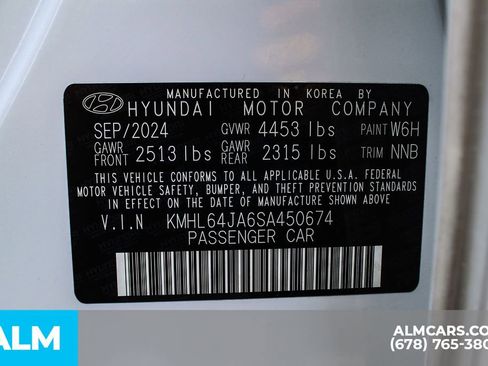 MANUFACTURED IN KOREA BY
HYUNDAI MOTOR COMPANY
SEP/2024 GVWR 4453 lbs PAINT W6H
GAWR FRONT 2513 lbs GAWR REAR 2315 lbs TRIM NNB
THIS VEHICLE CONFORMS TO ALL APPLICABLE U.S.A. FEDERAL
MOTOR VEHICLE SAFETY, BUMPER, AND THEFT PREVENTION STANDARDS
IN EFFECT ON THE DATE OF MANUFACTURE SHOWN ABOVE.
V.I.N KMHL64JA6SA450674
PASSENGER CAR
ALM
ALMCARS.CO
(678) 765-380